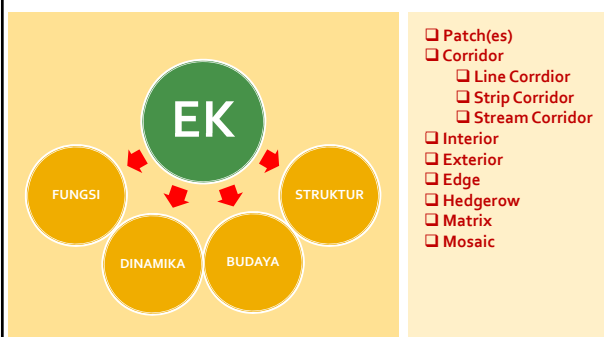 EK
FUNGSI
STRUKTUR
DINAMIKA
BUDAYA
Patch(es)
Corridor
Line Corrdior
Strip Corridor
Stream Corridor
Interior
Exterior
Edge
Hedgerow
Matrix
Mosaic